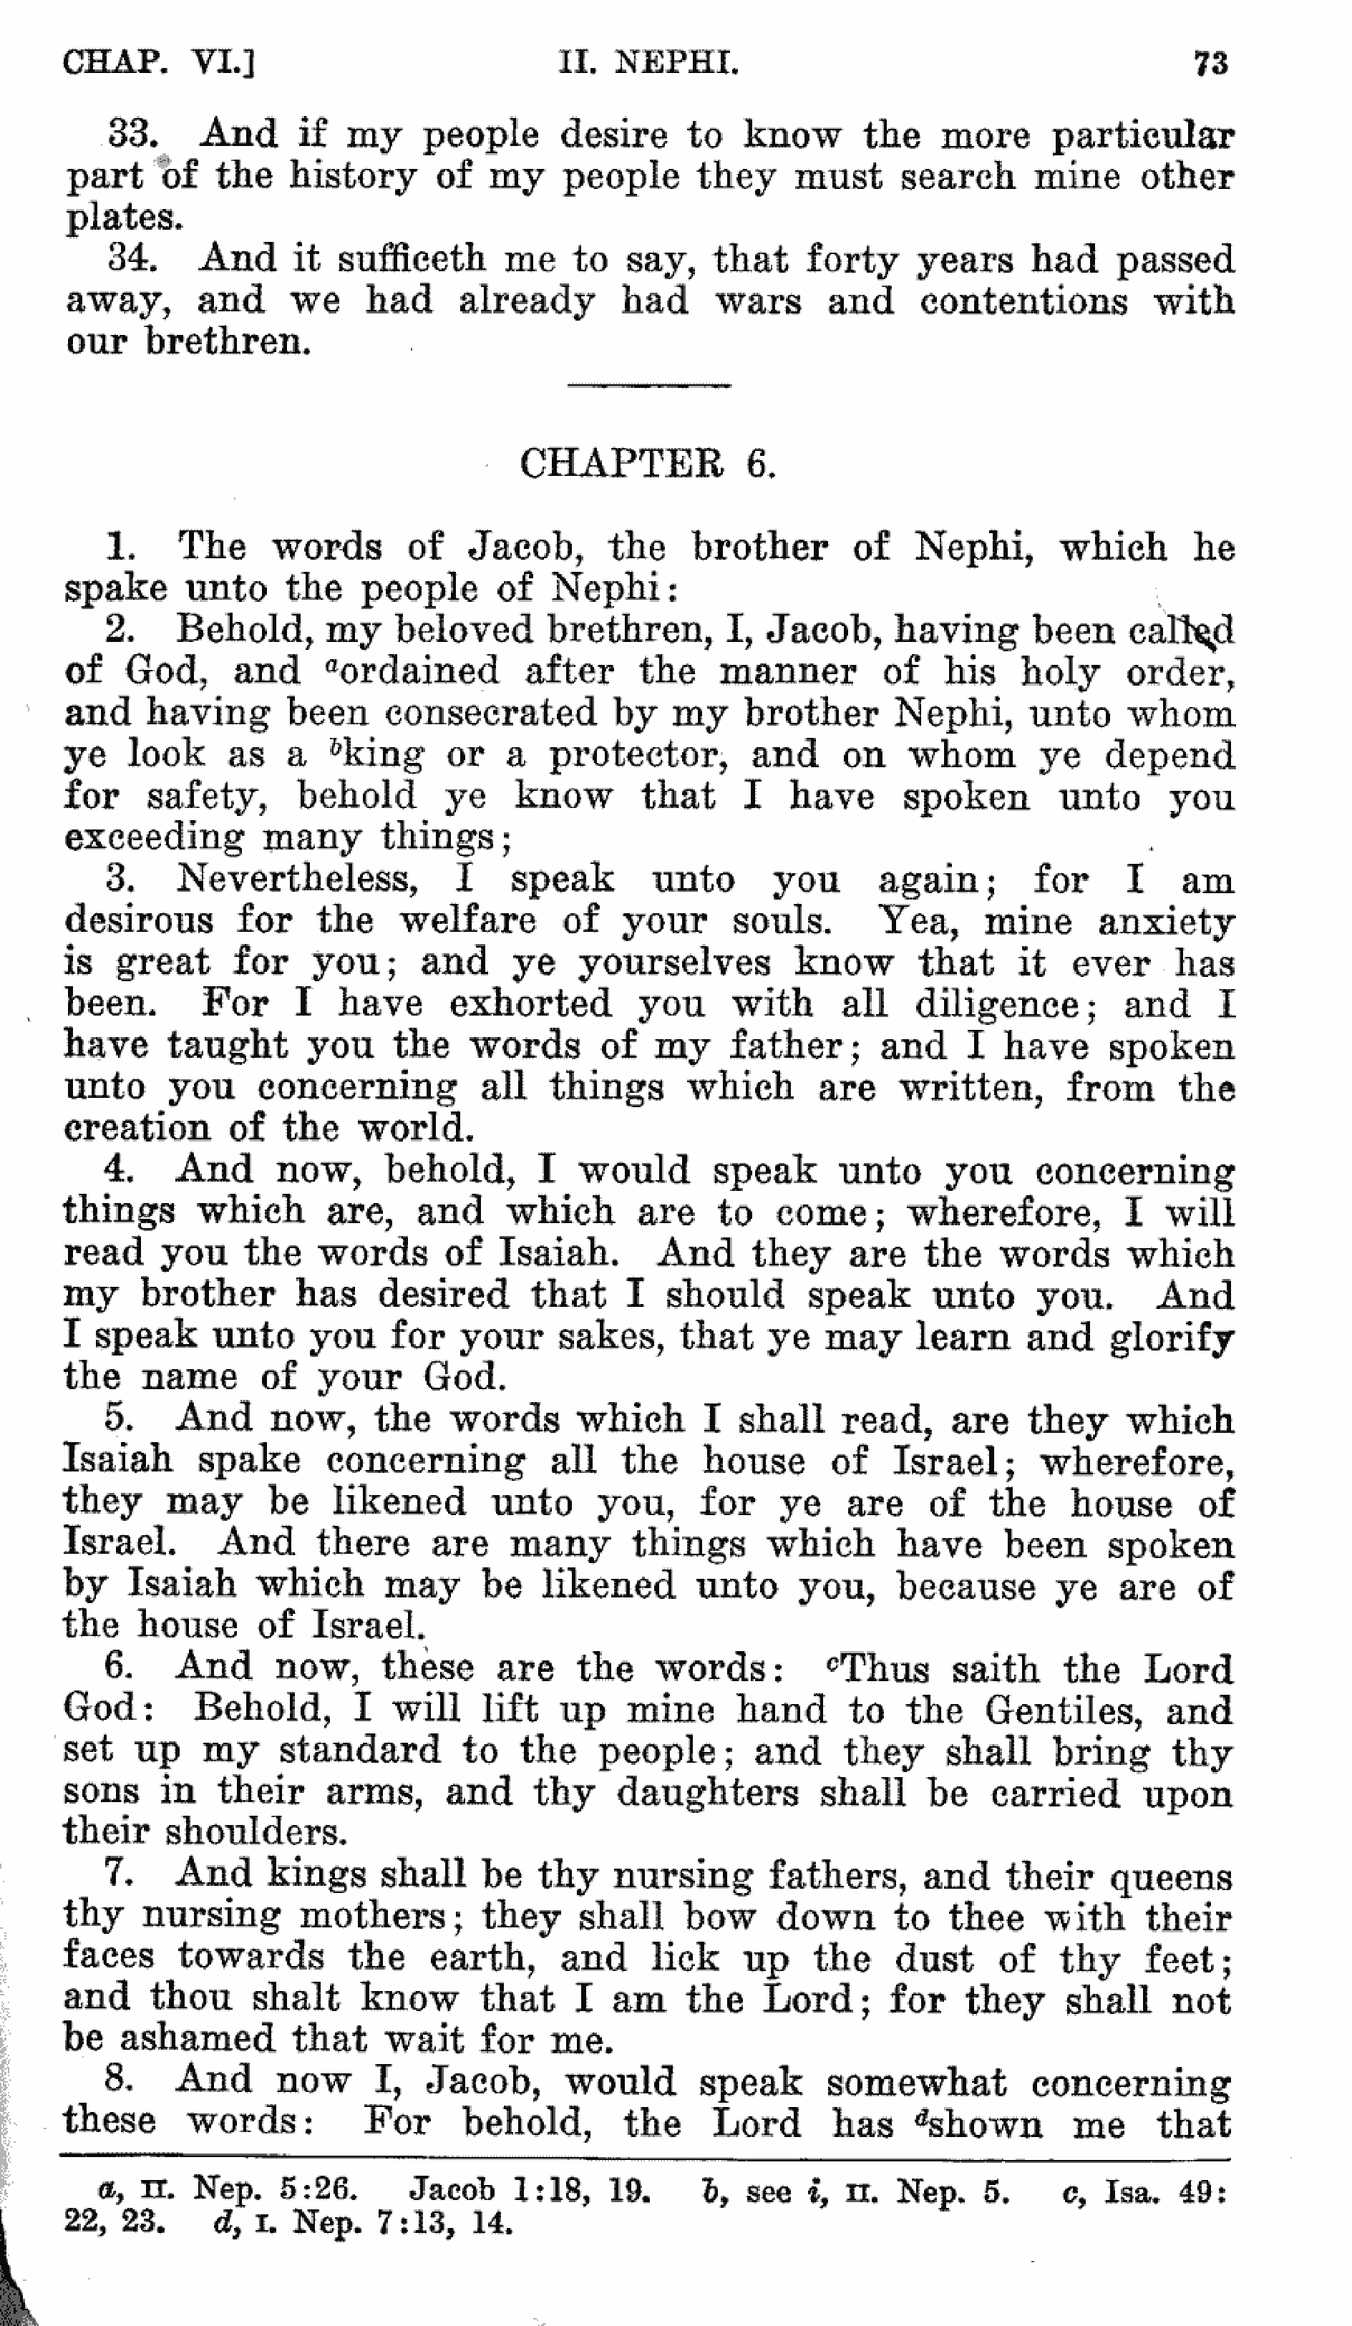 CHAP. VI.] II. NEPHI. 73
33. And if my people desire to know the more particular
part of the history of my people they must search mine other
plates.
34. And it sufficeth me to say, that forty years had passed
away, and we had already had wars and contentions with
our brethren.
CHAPTER 6.
1. The words of Jacob, the brother of Nephi, which he
spake unto the people of Nephi:
2. Behold, my beloved brethren, I, Jacob, having been called
of God, and aordained after the manner of his holy order,
and having been consecrated by my brother Nephi, unto whom
ye look as a bking or a protector, and on whom ye depend
for safety, behold ye know that I have spoken unto you
exceeding many things;
3. Nevertheless, I speak unto you again; for I am
desirous for the welfare of your souls. Yea, mine anxiety
is great for you; and ye yourselves know that it ever has
been. For I have exhorted you with all diligence; and I
have taught you the words of my father; and I have spoken
unto you concerning all things which are written, from the
creation of the world.
4. And now, behold, I would speak unto you concerning
things which are, and which are to come; wherefore, I will
read you the words of Isaiah. And they are the words which
my brother has desired that I should speak unto you. And
I speak unto you for your sakes, that ye may learn and glorify
the name of your God.
5. And now, the words which I shall read, are they which
Isaiah spake concerning all the house of Israel; wherefore,
they may be likened unto you, for ye are of the house of
Israel. And there are many things which have been spoken
by Isaiah which may be likened unto you, because ye are of
the house of Israel.
6. And now, these are the words: cThus saith the Lord
God: Behold, I will lift up mine hand to the Gentiles, and
set up my standard to the people; and they shall bring thy
sons in their arms, and thy daughters shall be carried upon
their shoulders.
7. And kings shall be thy nursing fathers, and their queens
thy nursing mothers; they shall bow down to thee with their
faces towards the earth, and lick up the dust of thy feet;
and thou shalt know that I am the Lord; for they shall not
be ashamed that wait for me.
8. And now I, Jacob, would speak somewhat concerning
these words: For behold, the Lord has dshown me that
a, II. Nep. 5:26. Jacob 1:18, 19. b, see i, II. Nep. 5. c, Isa. 49:
22, 23. d, I. Nep. 7:13, 14.